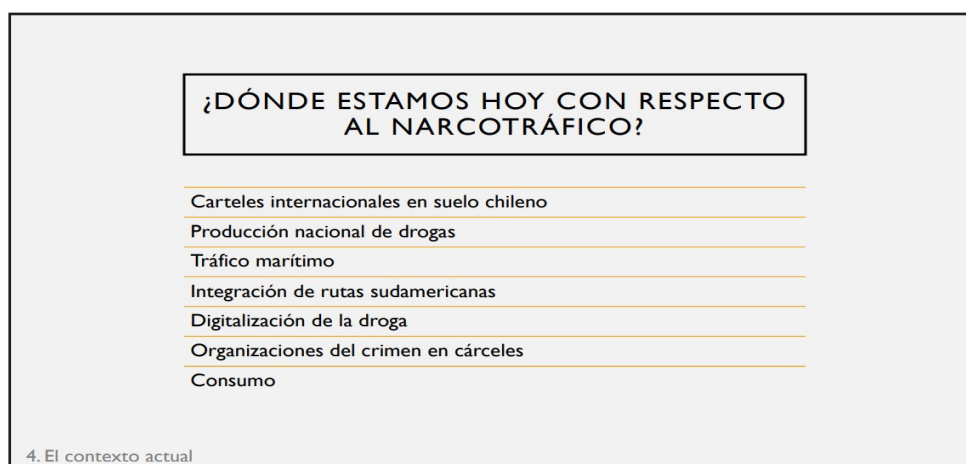 ¿DÓNDE ESTAMOS HOY CON RESPECTO
AL NARCOTRÁFICO?
Carteles internacionales en suelo chileno
Producción nacional de drogas
Tráfico marítimo
Integración de rutas sudamericanas
Digitalización de la droga
Organizaciones del crimen en cárceles
Consumo
4. El contexto actual